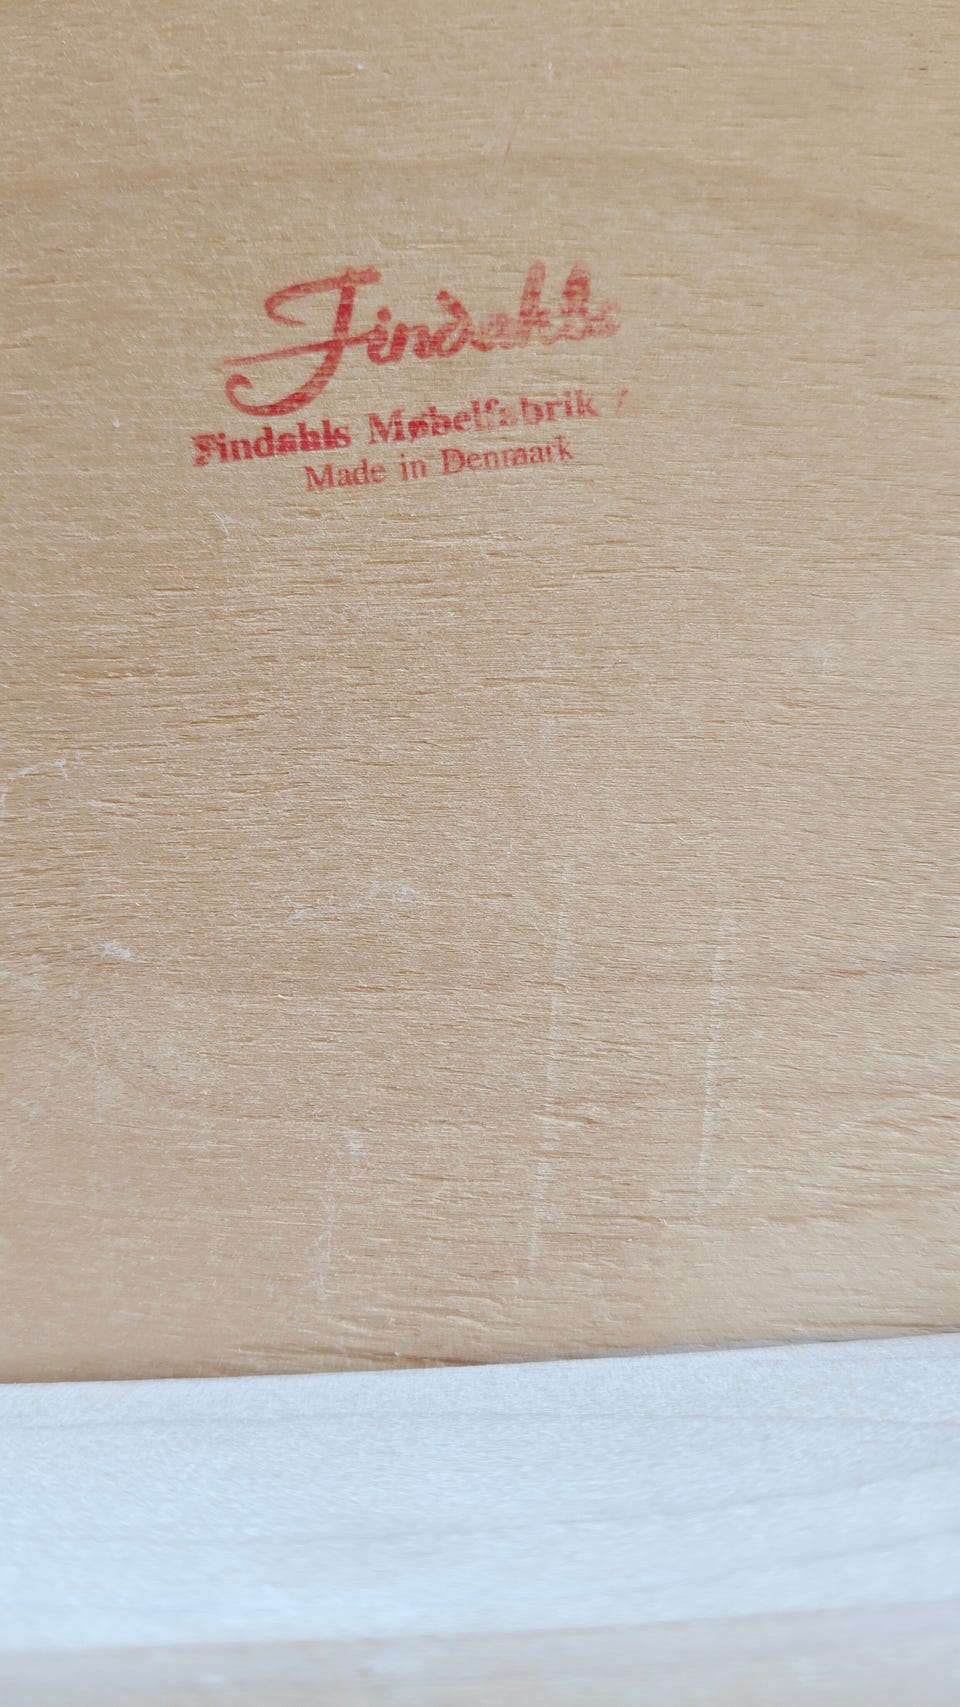 Findahls
Findahls Møbelfabrik /
Made in Denmark